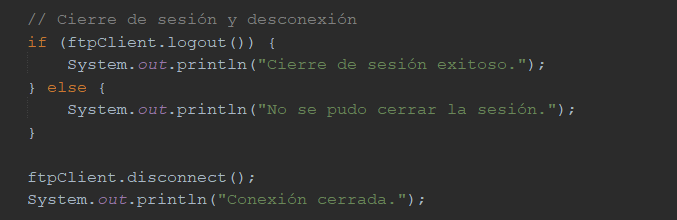 // Cierre de sesión y desconexión
if (ftpClient.logout()) {
    System.out.println("Cierre de sesión exitoso.");
} else {
    System.out.println("No se pudo cerrar la sesión.");
}

ftpClient.disconnect();
System.out.println("Conexión cerrada.");